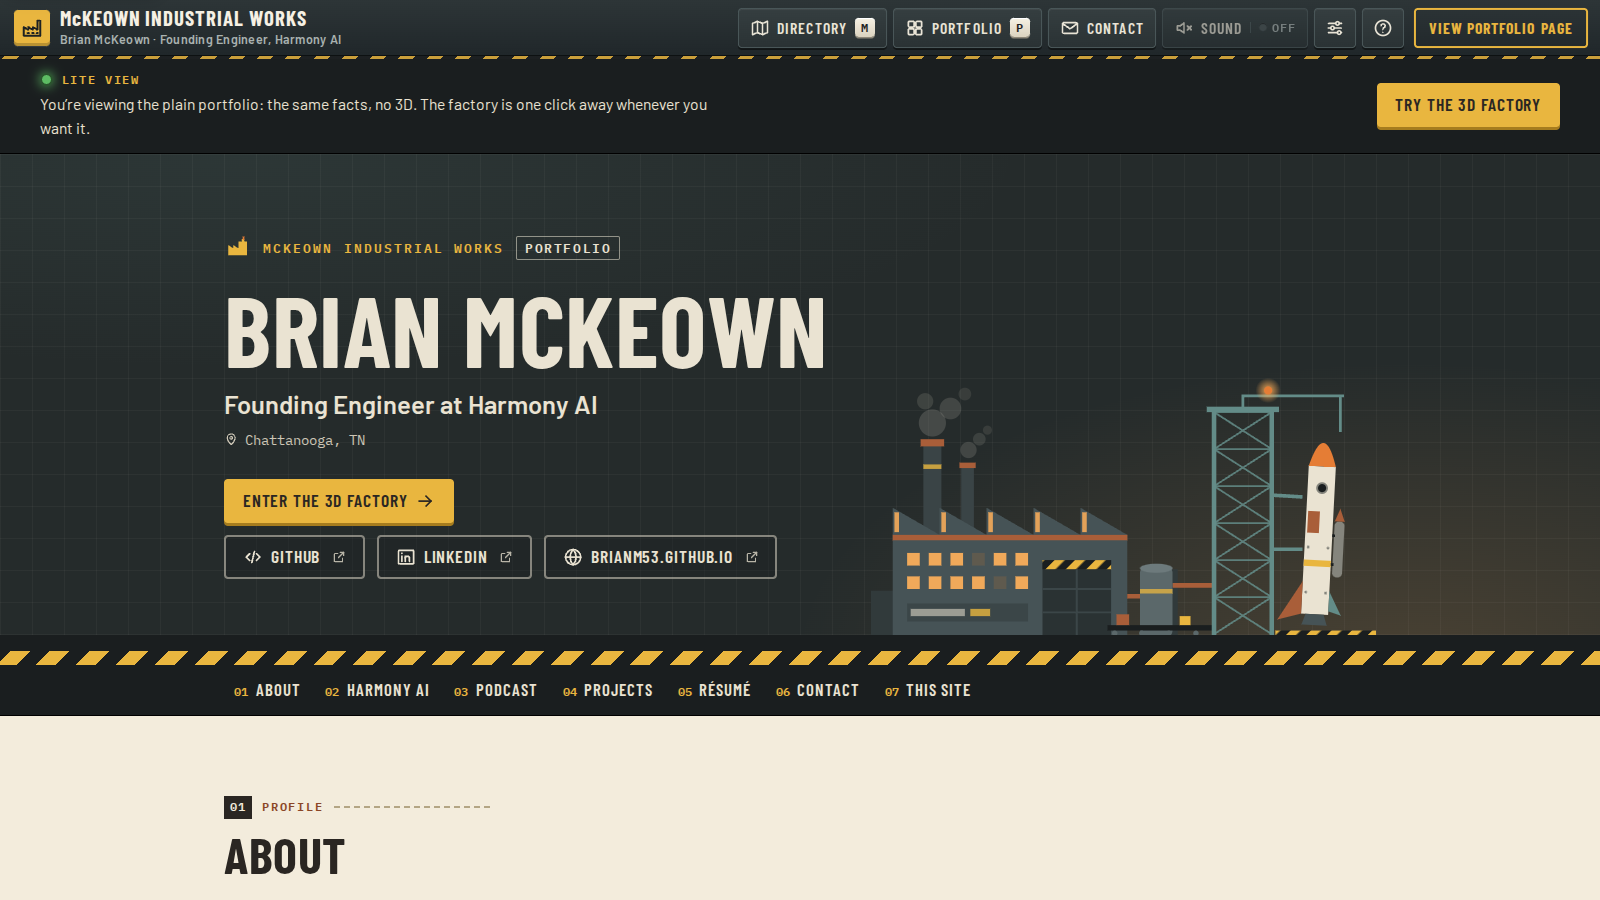 McKEOWN INDUSTRIAL WORKS
Brian McKeown · Founding Engineer, Harmony AI
DIRECTORY M
PORTFOLIO P
CONTACT
SOUND OFF
VIEW PORTFOLIO PAGE
LITE VIEW
You're viewing the plain portfolio: the same facts, no 3D. The factory is one click away whenever you
want it.
TRY THE 3D FACTORY
MCKEOWN INDUSTRIAL WORKS PORTFOLIO
BRIAN MCKEOWN
Founding Engineer at Harmony AI
Chattanooga, TN
ENTER THE 3D FACTORY
GITHUB
LINKEDIN
BRIANM53.GITHUB.IO
01 ABOUT
02 HARMONY AI
03 PODCAST
04 PROJECTS
05 RÉSUMÉ
06 CONTACT
07 THIS SITE
01 PROFILE
ABOUT